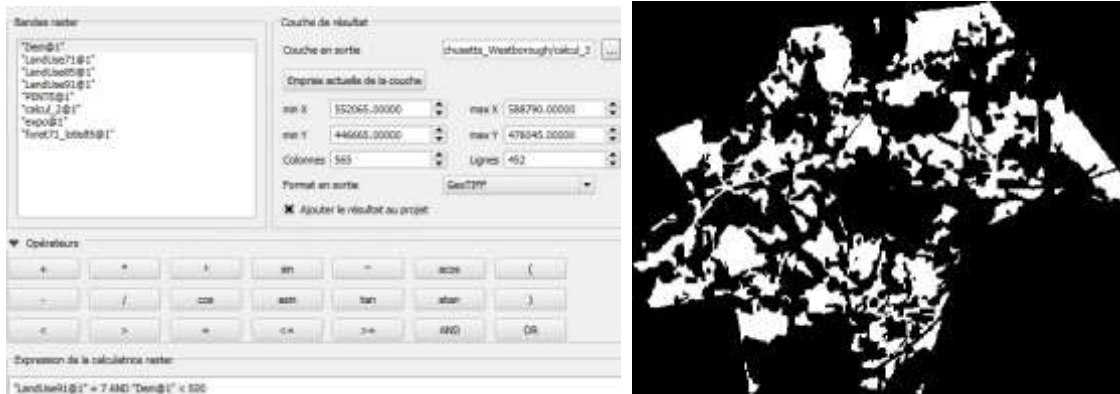 Bandes raster
"Dem@1"
"LandUse71@1"
"LandUse85@1"
"LandUse91@1"
"PENTE@1"
"calcul_2@1"
"expo@1"
"foret71_lotis85@1"
Couche de résultat
Couche en sortie chusetts_Westborough/calcul_3 ...
Emprise actuelle de la couche
min X 552065.00000 max X 588790.00000
min Y 446665.00000 max Y 476045.00000
Colonnes 565 Lignes 452
Format en sortie GeoTIFF
Ajouter le résultat au projet
Opérateurs
+ * sin ^ acos (
- / cos asin tan atan )
< > = <= >= AND OR
Expression de la calculatrice raster
"LandUse91@1" = 7 AND "Dem@1" < 500